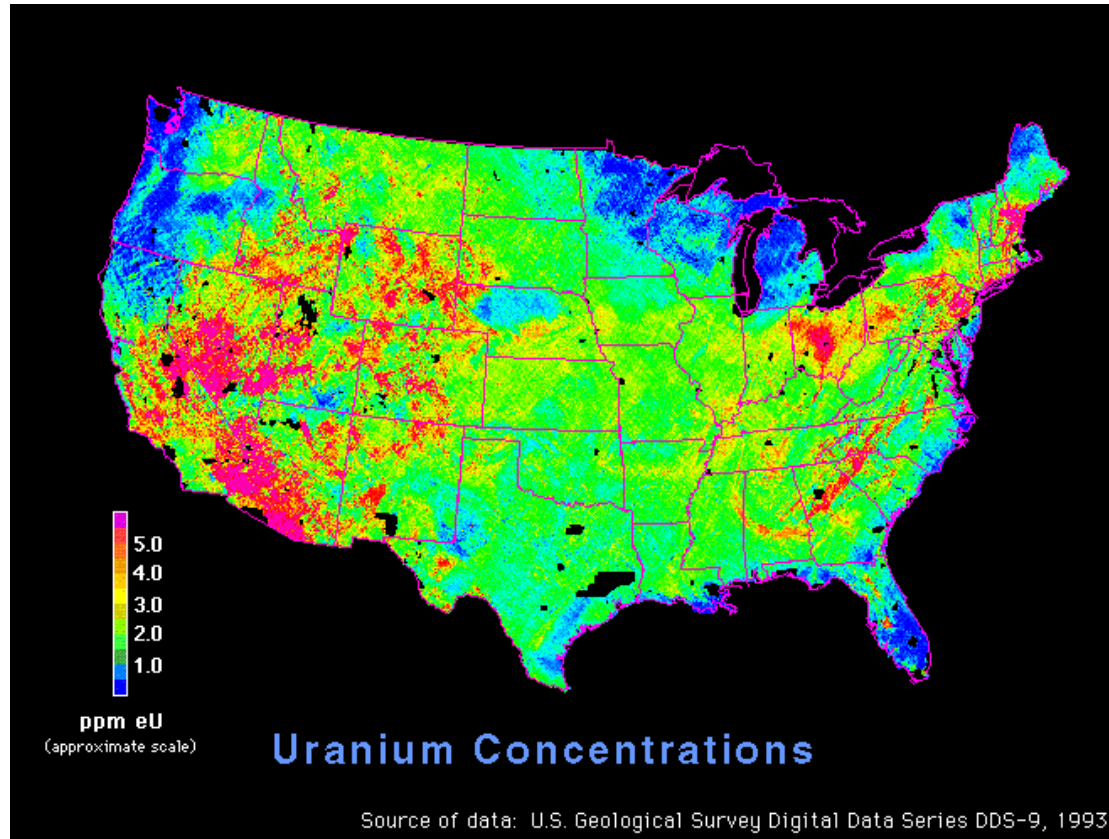 5.0
4.0
3.0
2.0
1.0
ppm eU
(approximate scale)
Uranium Concentrations
Source of data: U.S. Geological Survey Digital Data Series DDS-9, 1993